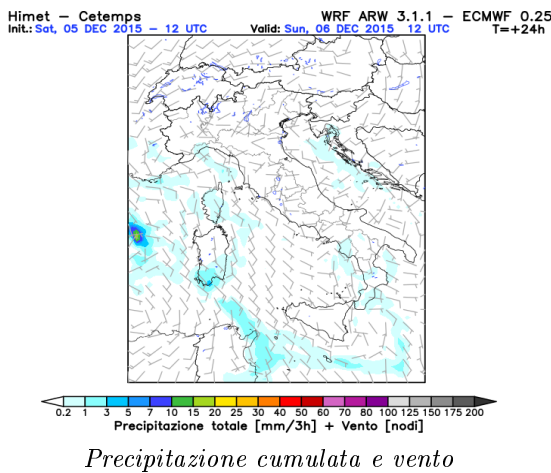 Himet – Cetemps WRF ARW 3.1.1 – ECMWF 0.25
Init.: Sat, 05 DEC 2015 – 12 UTC Valid: Sun, 06 DEC 2015 12 UTC T=+24h
0.2 1 3 5 7 10 15 20 25 30 40 50 60 70 80 100 125 150 175 200
Precipitazione totale [mm/3h] + Vento [nodi]
Precipitazione cumulata e vento